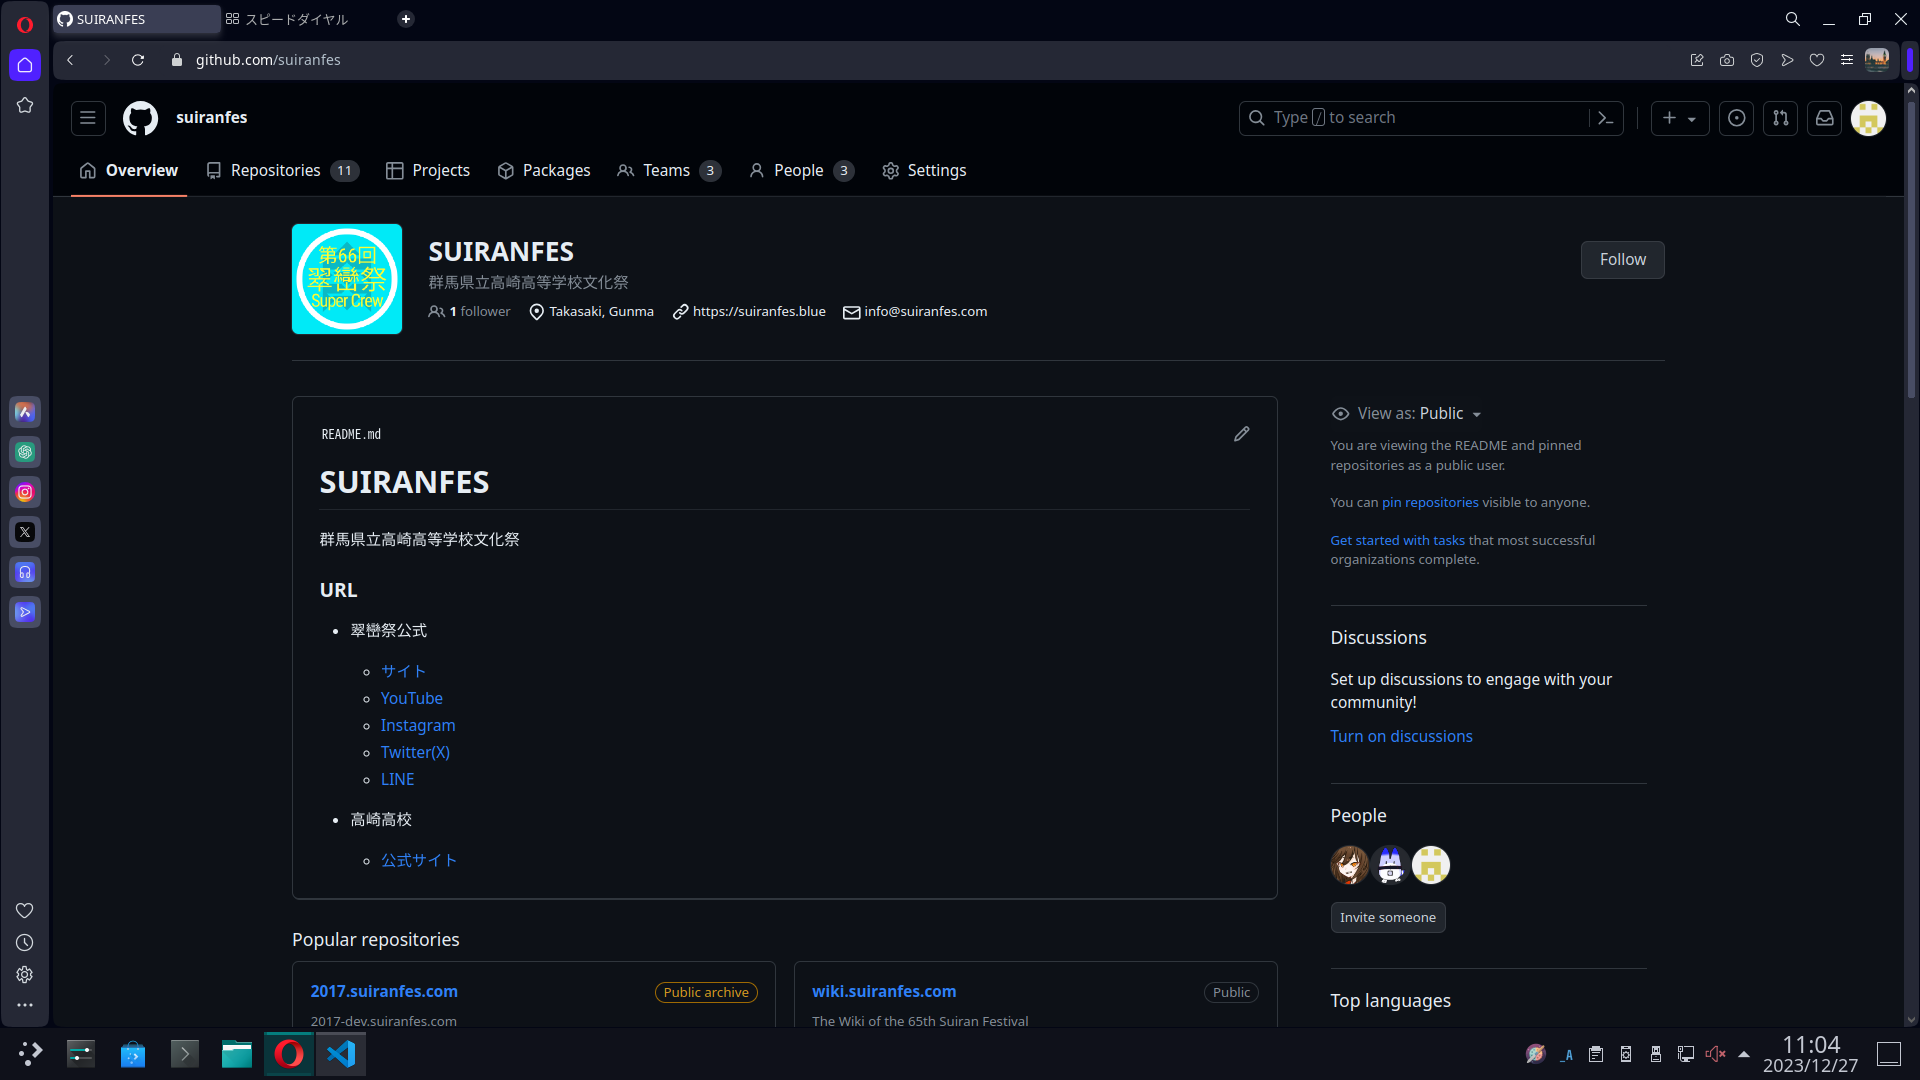 SUIRANFES
スピードダイヤル
github.com/suiranfes
suiranfes
Type / to search
Overview
Repositories 11
Projects
Packages
Teams 3
People 3
Settings
第66回
翠巒祭
Super Crew
SUIRANFES
群馬県立高崎高等学校文化祭
1 follower
Takasaki, Gunma
https://suiranfes.blue
info@suiranfes.com
Follow
README.md
SUIRANFES
群馬県立高崎高等学校文化祭
URL
翠巒祭公式
サイト
YouTube
Instagram
Twitter(X)
LINE
高崎高校
公式サイト
View as: Public
You are viewing the README and pinned
repositories as a public user.
You can pin repositories visible to anyone.
Get started with tasks that most successful
organizations complete.
Discussions
Set up discussions to engage with your
community!
Turn on discussions
People
Invite someone
Top languages
Popular repositories
2017.suiranfes.com
Public archive
2017-dev.suiranfes.com
wiki.suiranfes.com
Public
The Wiki of the 65th Suiran Festival
_A
11:04
2023/12/27